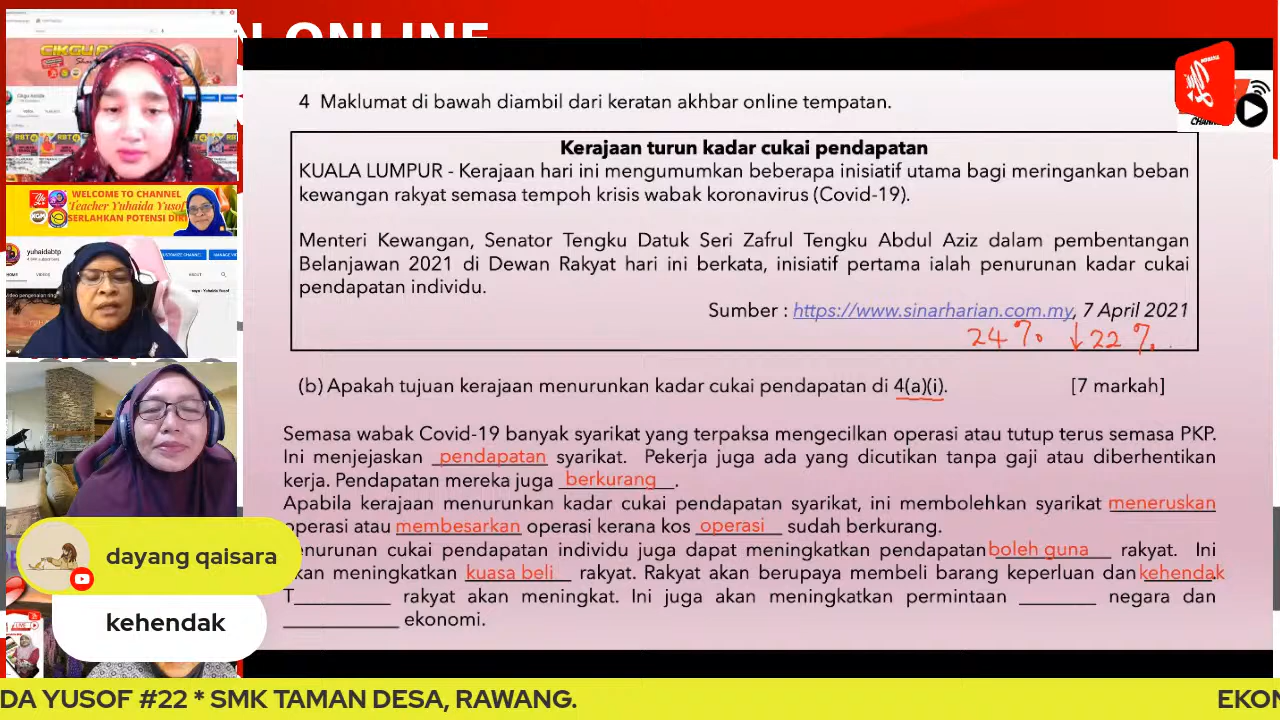 4 Maklumat di bawah diambil dari keratan akhbar online tempatan.
Kerajaan turun kadar cukai pendapatan
KUALA LUMPUR - Kerajaan hari ini mengumumkan beberapa inisiatif utama bagi meringankan beban
kewangan rakyat semasa tempoh krisis wabak koronavirus (Covid-19).
Menteri Kewangan, Senator Tengku Datuk Seri Zafrul Tengku Abdul Aziz dalam pembentangan
Belanjawan 2021 di Dewan Rakyat hari ini berkata, inisiatif pertama ialah penurunan kadar cukai
pendapatan individu.
Sumber : https://www.sinarharian.com.my, 7 April 2021
24 % ↓ 22 %
(b) Apakah tujuan kerajaan menurunkan kadar cukai pendapatan di 4(a)(i). [7 markah]
Semasa wabak Covid-19 banyak syarikat yang terpaksa mengecilkan operasi atau tutup terus semasa PKP.
Ini menjejaskan pendapatan syarikat. Pekerja juga ada yang dicutikan tanpa gaji atau diberhentikan
kerja. Pendapatan mereka juga berkurang.
Apabila kerajaan menurunkan kadar cukai pendapatan syarikat, ini membolehkan syarikat meneruskan
operasi atau membesarkan operasi kerana kos operasi sudah berkurang.
enurunan cukai pendapatan individu juga dapat meningkatkan pendapatan boleh guna rakyat. Ini
kan meningkatkan kuasa beli rakyat. Rakyat akan berupaya membeli barang keperluan dan kehendak.
T__________ rakyat akan meningkat. Ini juga akan meningkatkan permintaan ________ negara dan
____________ ekonomi.
WELCOME TO CHANNEL
Teacher Yuhaida Yusof
SERLAHKAN POTENSI DIRI
yuhaidabtp
HOME VIDEOS ABOUT
dayang qaisara
kehendak
DA YUSOF #22 * SMK TAMAN DESA, RAWANG. EKON